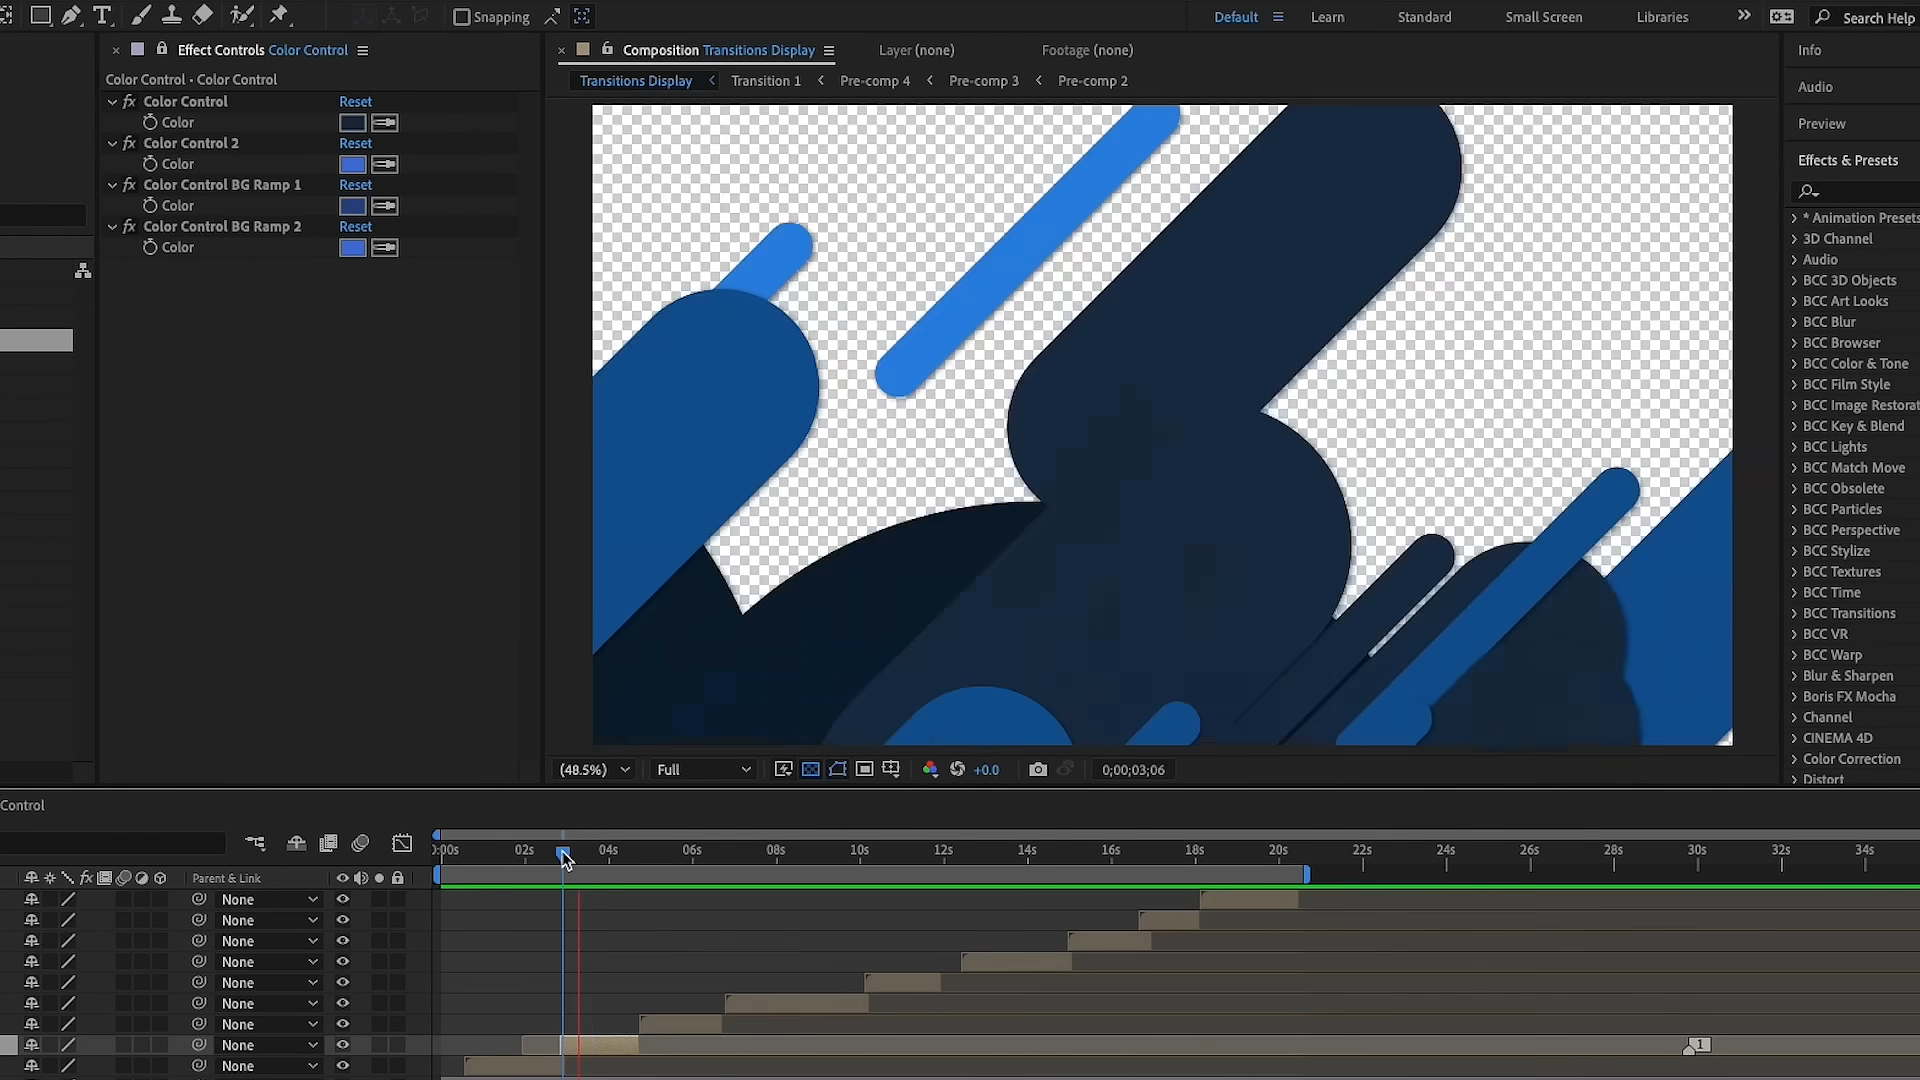 Snapping
Default
Learn
Standard
Small Screen
Libraries
Search Help
Effect Controls Color Control
Composition Transitions Display
Layer (none)
Footage (none)
Info
Color Control • Color Control
Transitions Display
Transition 1
Pre-comp 4
Pre-comp 3
Pre-comp 2
Audio
Color Control
Reset
Color
Color Control 2
Reset
Color
Color Control BG Ramp 1
Reset
Color
Color Control BG Ramp 2
Reset
Color
Preview
Effects & Presets
* Animation Presets
3D Channel
Audio
BCC 3D Objects
BCC Art Looks
BCC Blur
BCC Browser
BCC Color & Tone
BCC Film Style
BCC Image Restorat
BCC Key & Blend
BCC Lights
BCC Match Move
BCC Obsolete
BCC Particles
BCC Perspective
BCC Stylize
BCC Textures
BCC Time
BCC Transitions
BCC VR
BCC Warp
Blur & Sharpen
Boris FX Mocha
Channel
CINEMA 4D
Color Correction
Distort
(48.5%)
Full
+0.0
0;00;03;06
Control
0:00s
02s
04s
06s
08s
10s
12s
14s
16s
18s
20s
22s
24s
26s
28s
30s
32s
34s
Parent & Link
None
None
None
None
None
None
None
None
1
None